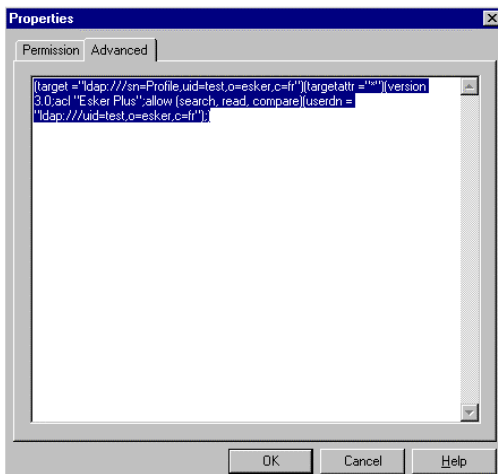 Properties
Permission
Advanced
(target ="ldap:///sn=Profile,uid=test,o=esker,c=fr")(targetattr ="*")(version
3.0;acl "Esker Plus";allow (search, read, compare)(userdn =
"ldap:///uid=test,o=esker,c=fr");)
OK
Cancel
Help